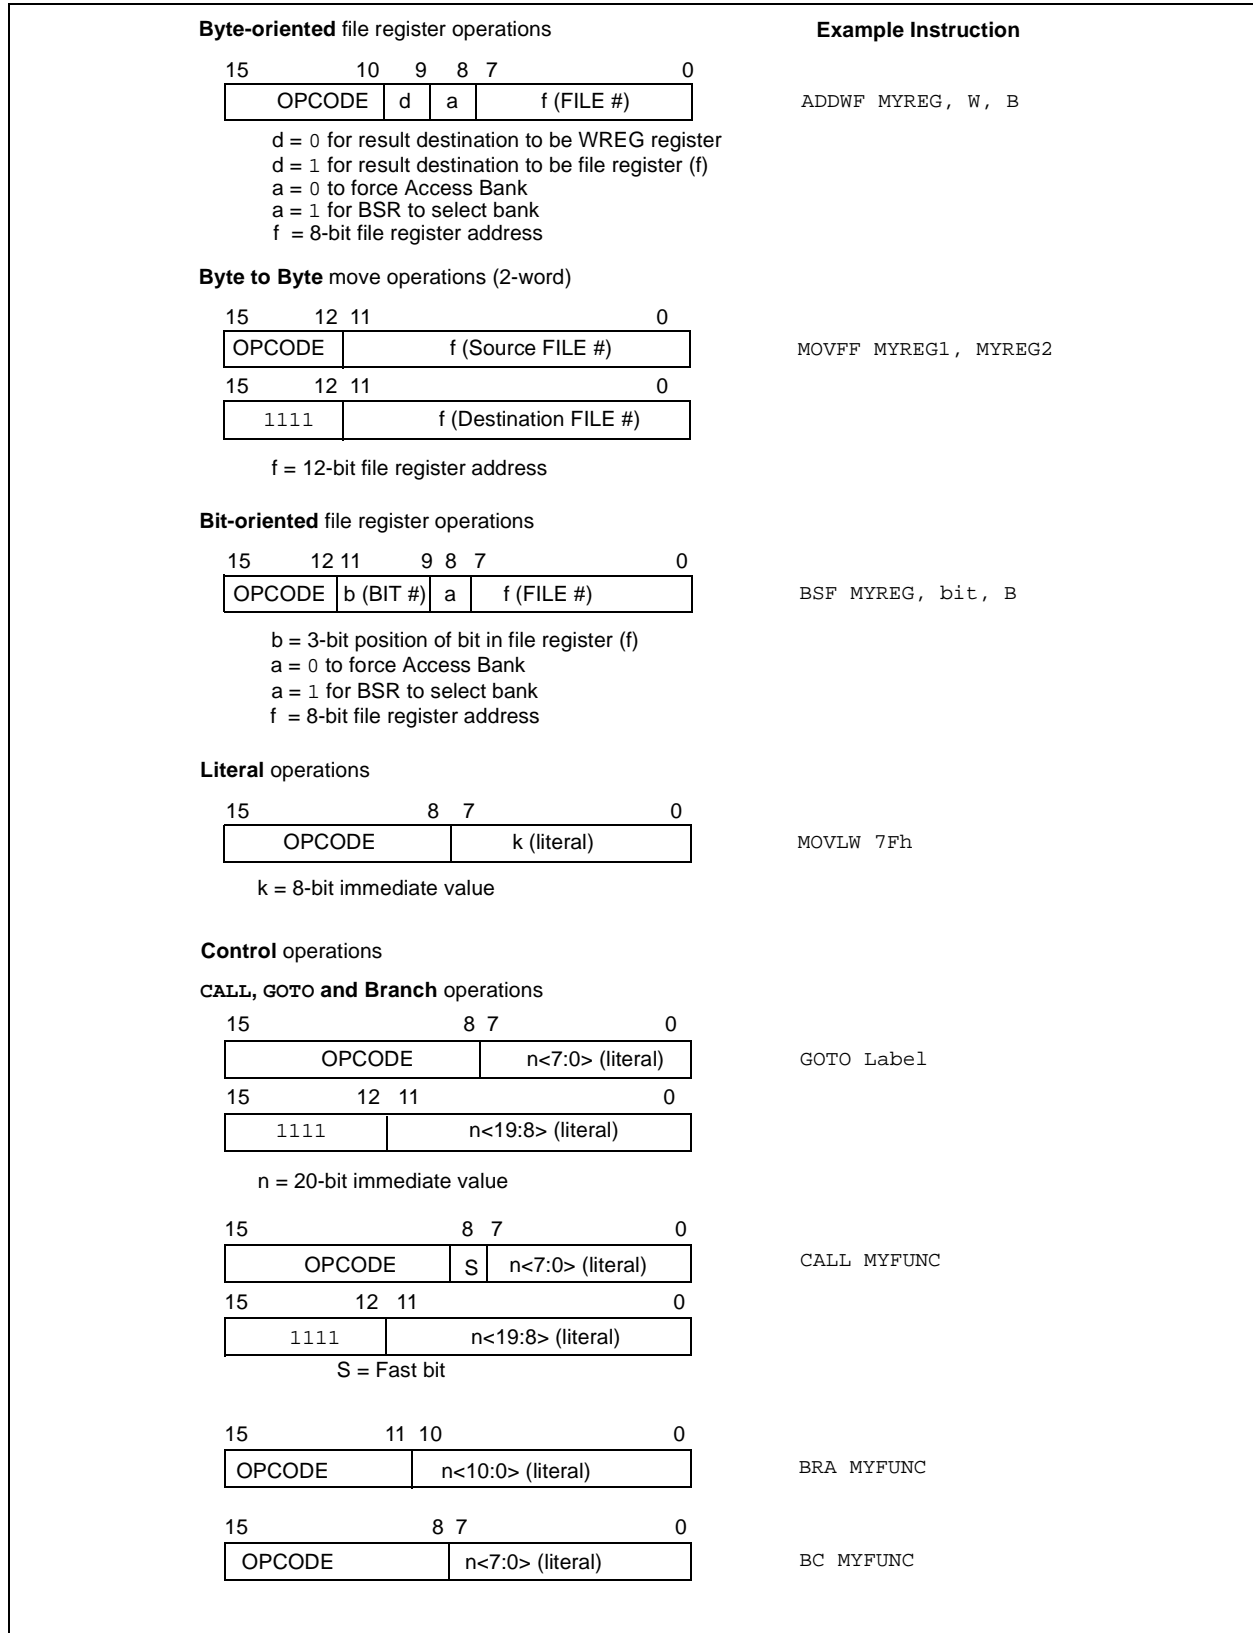 Byte-oriented file register operations Example Instruction
15 10 9 8 7 0
OPCODE d a f (FILE #) ADDWF MYREG, W, B
d = 0 for result destination to be WREG register
d = 1 for result destination to be file register (f)
a = 0 to force Access Bank
a = 1 for BSR to select bank
f = 8-bit file register address
Byte to Byte move operations (2-word)
15 12 11 0
OPCODE f (Source FILE #) MOVFF MYREG1, MYREG2
15 12 11 0
1111 f (Destination FILE #)
f = 12-bit file register address
Bit-oriented file register operations
15 12 11 9 8 7 0
OPCODE b (BIT #) a f (FILE #) BSF MYREG, bit, B
b = 3-bit position of bit in file register (f)
a = 0 to force Access Bank
a = 1 for BSR to select bank
f = 8-bit file register address
Literal operations
15 8 7 0
OPCODE k (literal) MOVLW 7Fh
k = 8-bit immediate value
Control operations
CALL, GOTO and Branch operations
15 8 7 0
OPCODE n<7:0> (literal) GOTO Label
15 12 11 0
1111 n<19:8> (literal)
n = 20-bit immediate value
15 8 7 0
OPCODE S n<7:0> (literal) CALL MYFUNC
15 12 11 0
1111 n<19:8> (literal)
S = Fast bit
15 11 10 0
OPCODE n<10:0> (literal) BRA MYFUNC
15 8 7 0
OPCODE n<7:0> (literal) BC MYFUNC